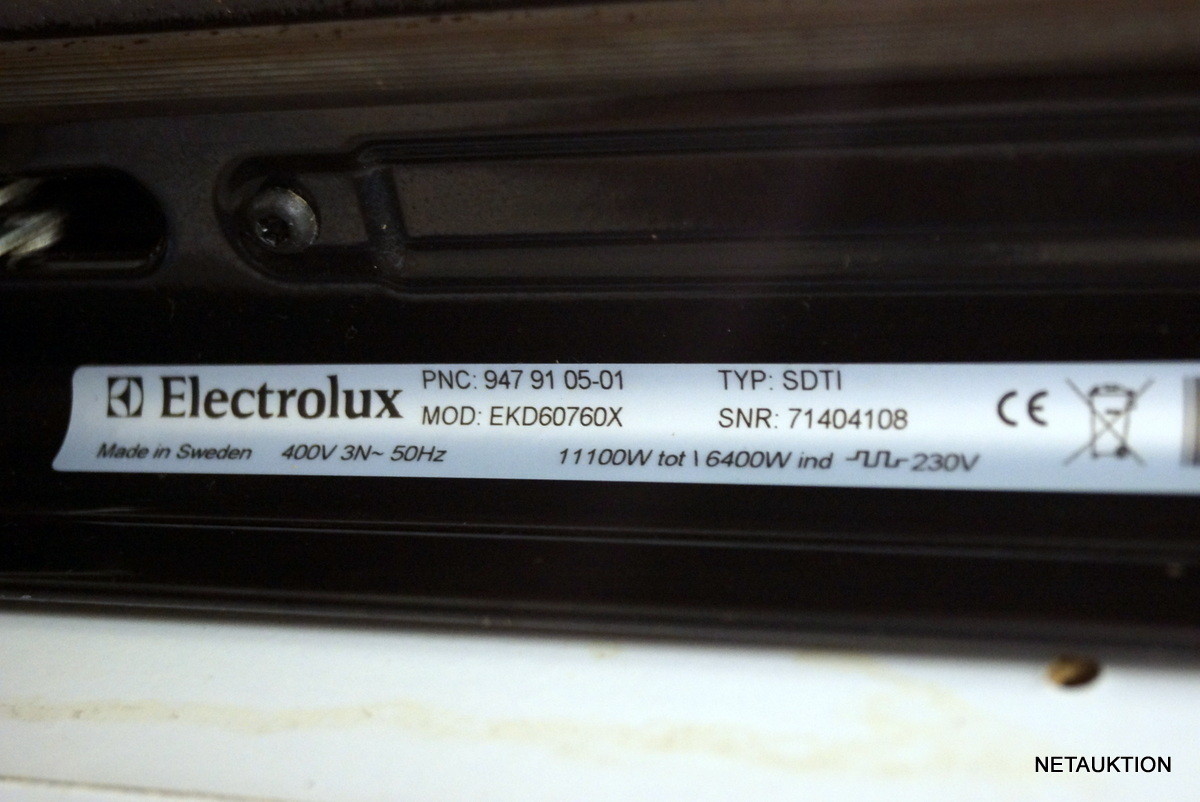 Electrolux
PNC: 947 91 05-01 TYP: SDTI
MOD: EKD60760X SNR: 71404108
Made in Sweden 400V 3N~ 50Hz 11100W tot \ 6400W ind 230V
CE
NETAUKTION